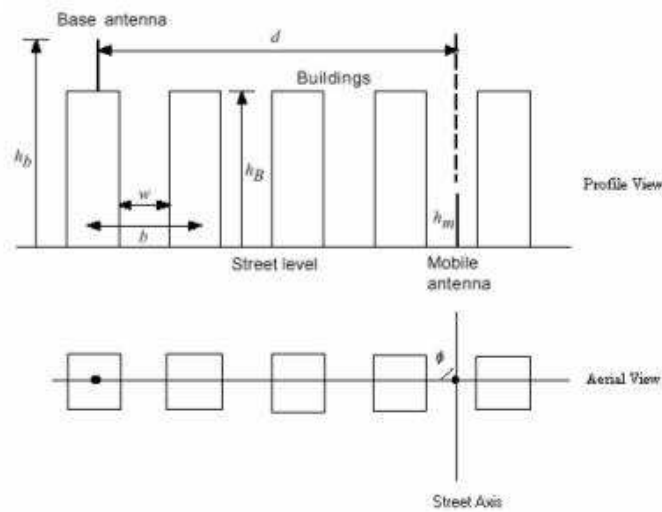 Base antenna
d
Buildings
h_b
h_B
w
h_m
b
Profile View
Street level
Mobile
antenna
ϕ
Aerial View
Street Axis